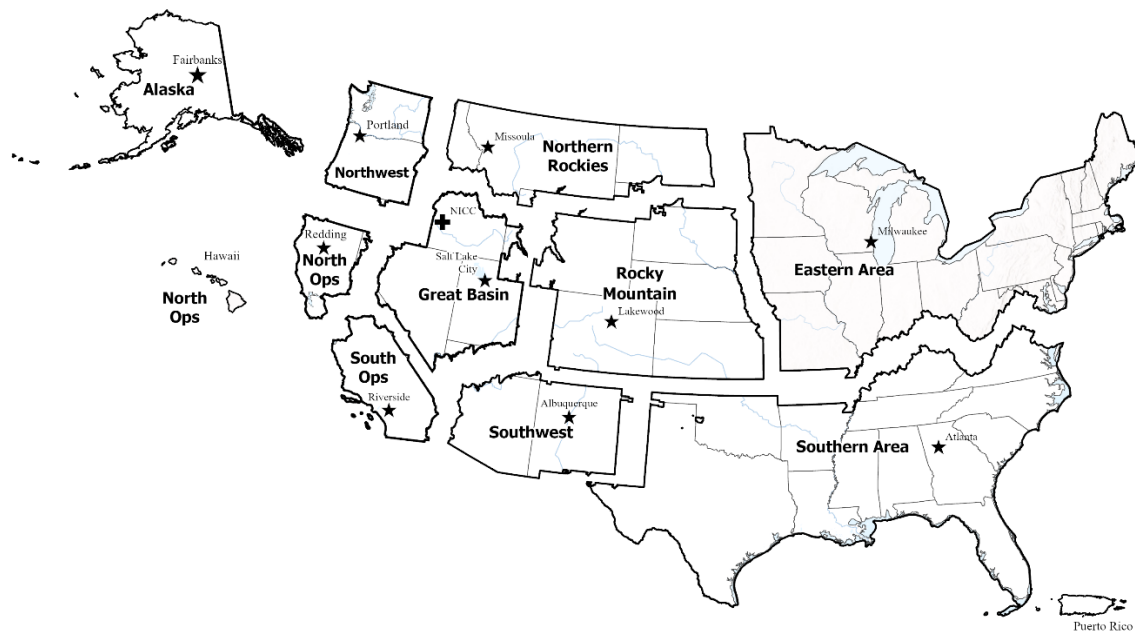 Fairbanks
Alaska
Portland
Northwest
Missoula
Northern
Rockies
NICC
Redding
North
Ops
Hawaii
North
Ops
Salt Lake
City
Great Basin
Rocky
Mountain
Lakewood
Milwaukee
Eastern Area
South
Ops
Riverside
Albuquerque
Southwest
Southern Area
Atlanta
Puerto Rico